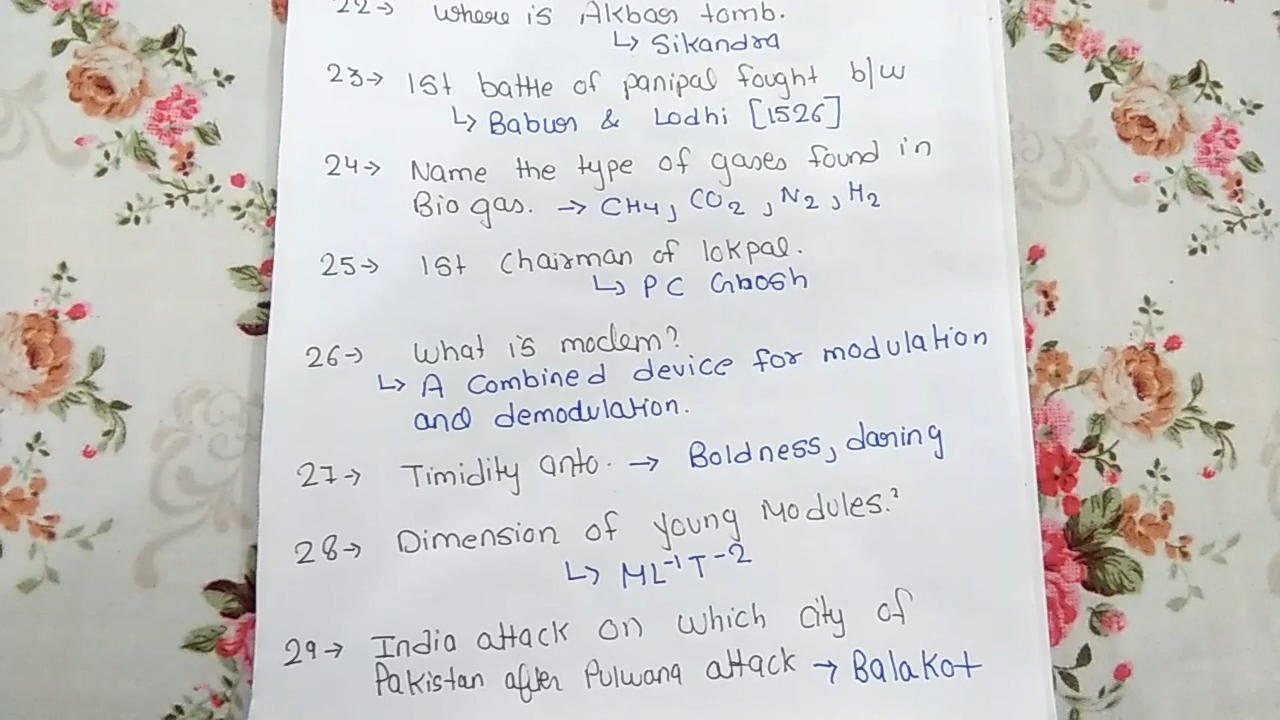 22→ Where is Akbar tomb.
↳ Sikandra
23→ 1st battle of panipal fought b/w
↳ Babur & Lodhi [1526]
24→ Name the type of gases found in
Bio gas. → CH4, CO2, N2, H2
25→ 1st Chairman of lokpal.
↳ PC Ghosh
26→ What is modem?
↳ A Combined device for modulation
and demodulation.
27→ Timidity anto. → Boldness, daring
28→ Dimension of young Modules?
↳ ML-1T-2
29→ India attack on which city of
Pakistan after Pulwana attack → Balakot